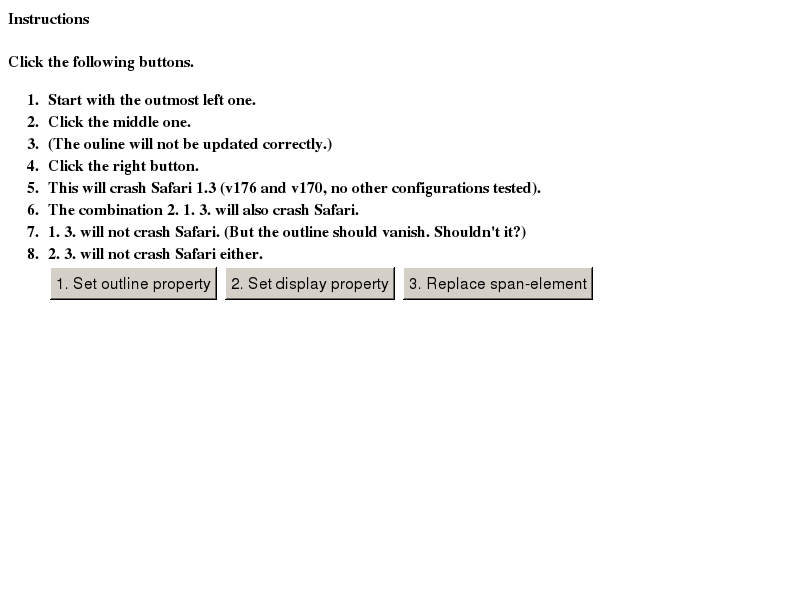 Instructions
Click the following buttons.
1. Start with the outmost left one.
2. Click the middle one.
3. (The ouline will not be updated correctly.)
4. Click the right button.
5. This will crash Safari 1.3 (v176 and v170, no other configurations tested).
6. The combination 2. 1. 3. will also crash Safari.
7. 1. 3. will not crash Safari. (But the outline should vanish. Shouldn't it?)
8. 2. 3. will not crash Safari either.
1. Set outline property 2. Set display property 3. Replace span-element